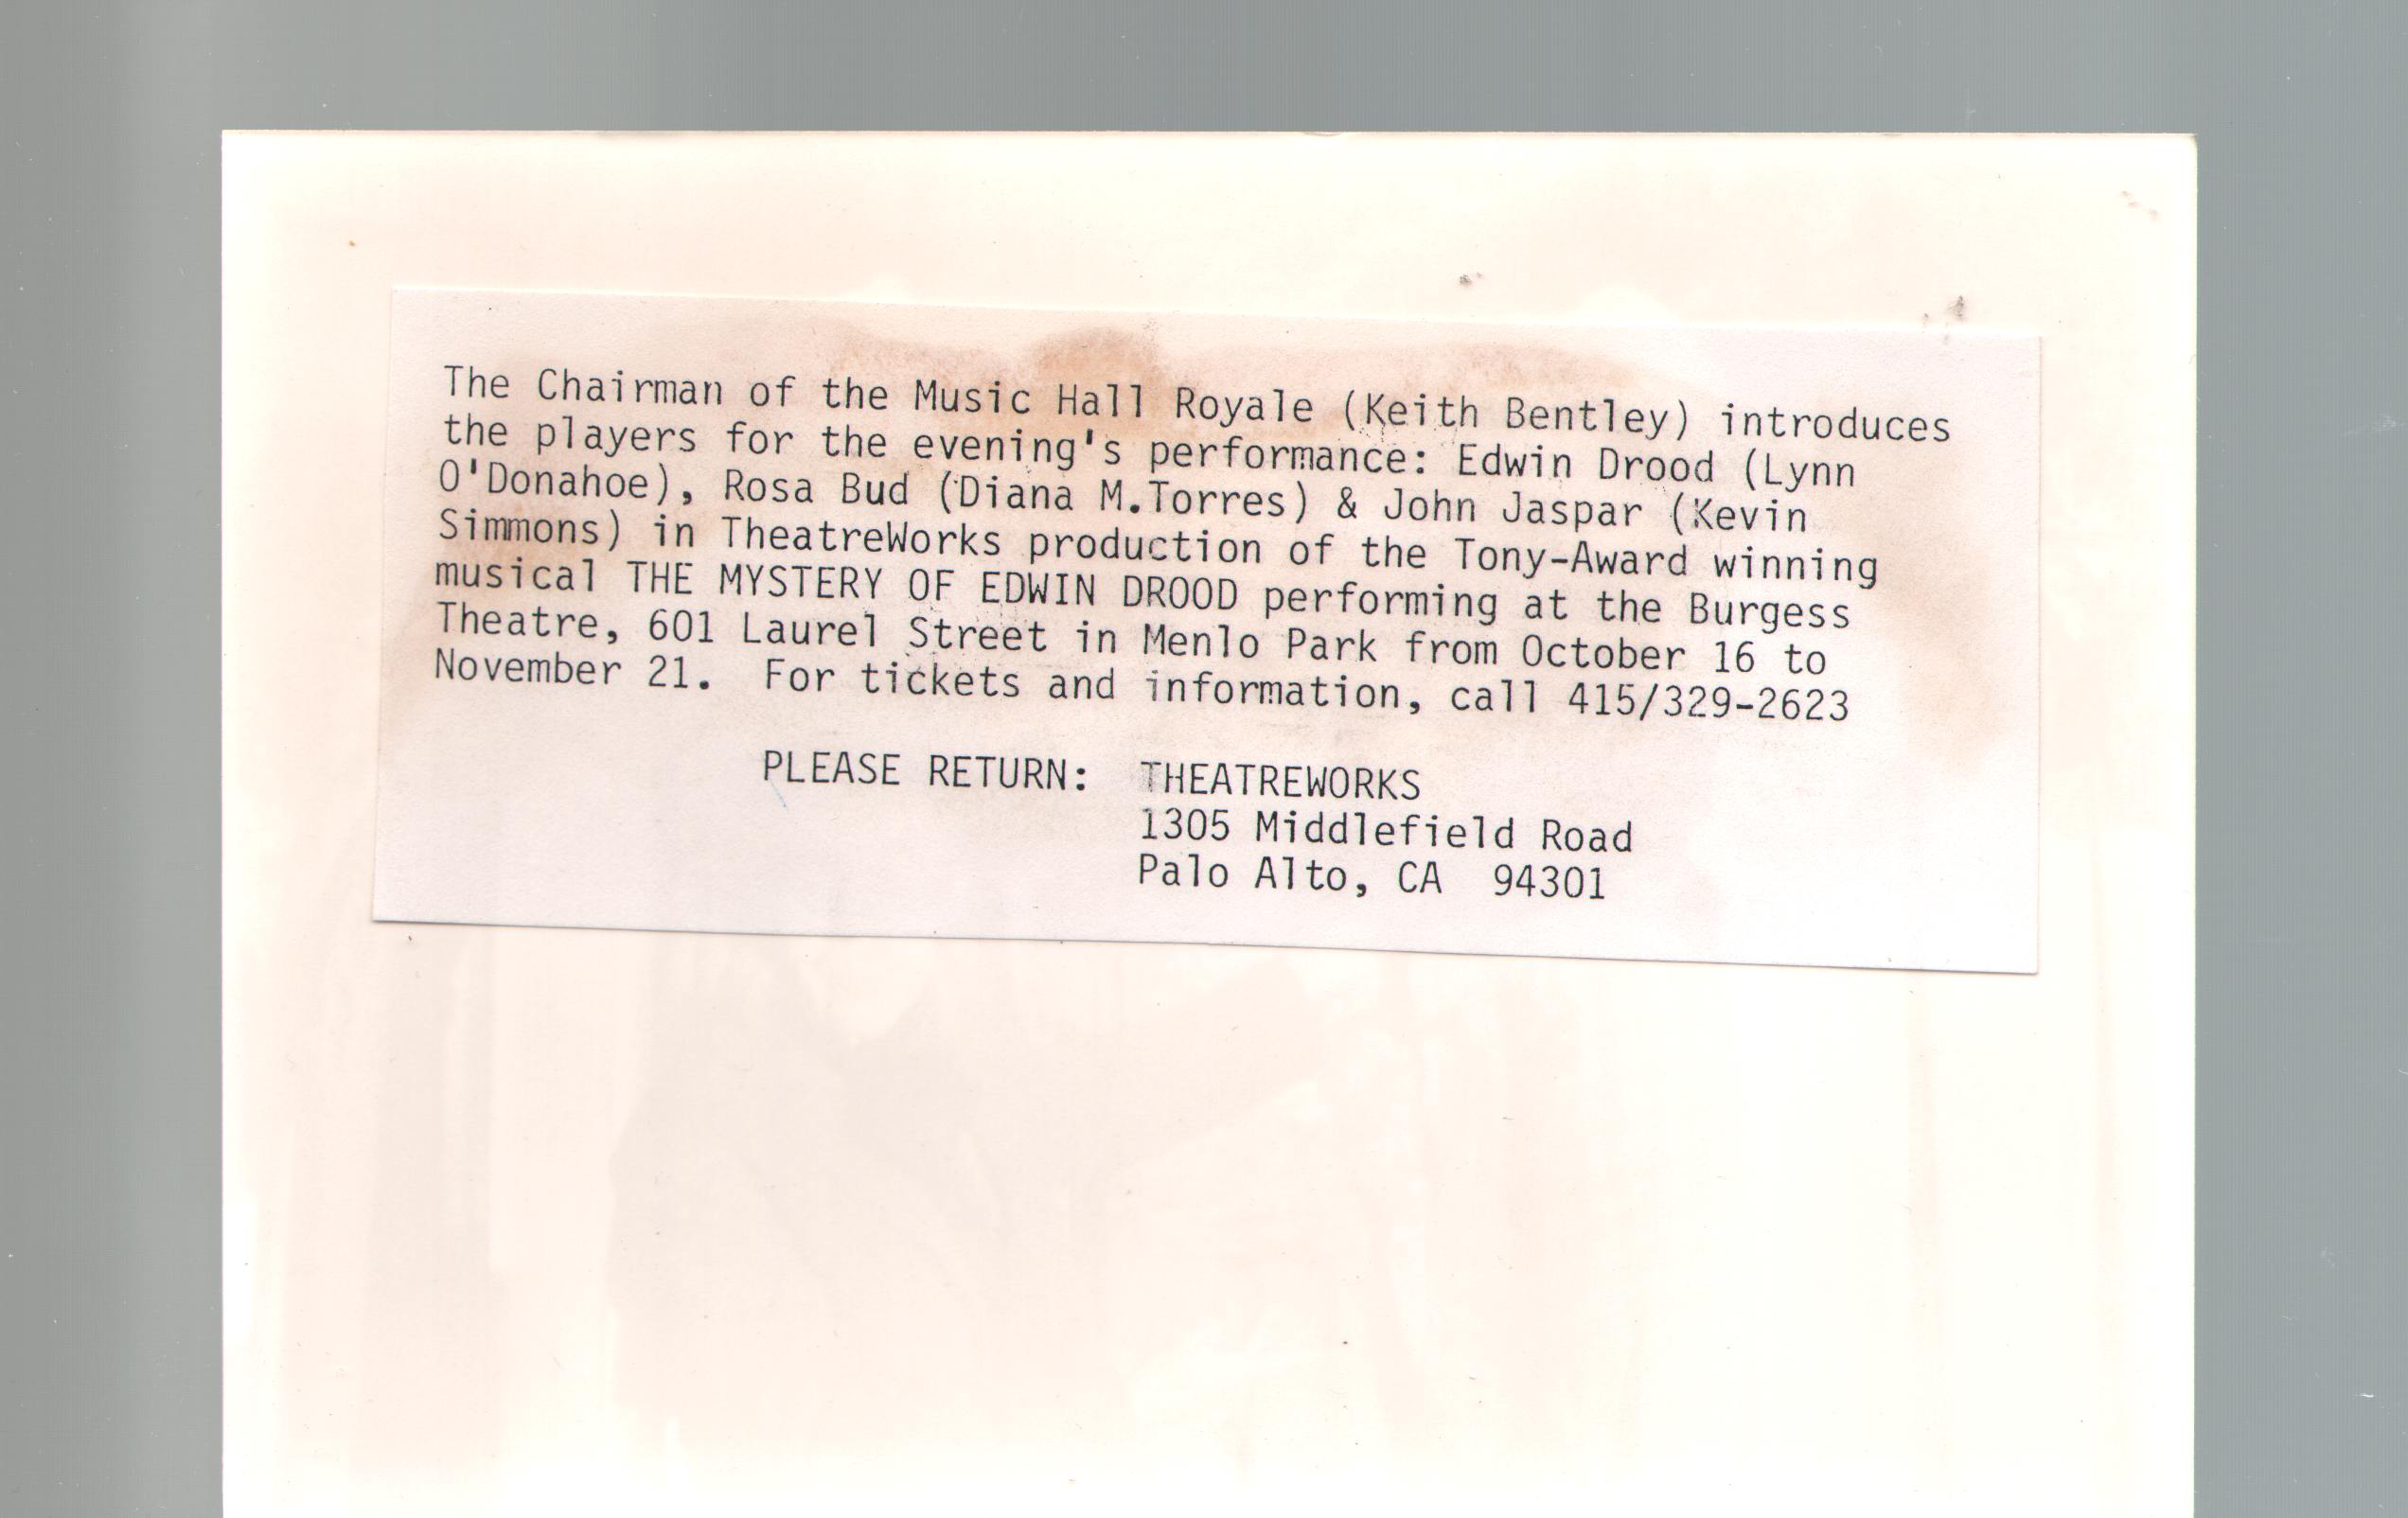 The Chairman of the Music Hall Royale (Keith Bentley) introduces
the players for the evening's performance: Edwin Drood (Lynn
O'Donahoe), Rosa Bud (Diana M.Torres) & John Jaspar (Kevin
Simmons) in TheatreWorks production of the Tony-Award winning
musical THE MYSTERY OF EDWIN DROOD performing at the Burgess
Theatre, 601 Laurel Street in Menlo Park from October 16 to
November 21.  For tickets and information, call 415/329-2623
PLEASE RETURN:  THEATREWORKS
1305 Middlefield Road
Palo Alto, CA  94301